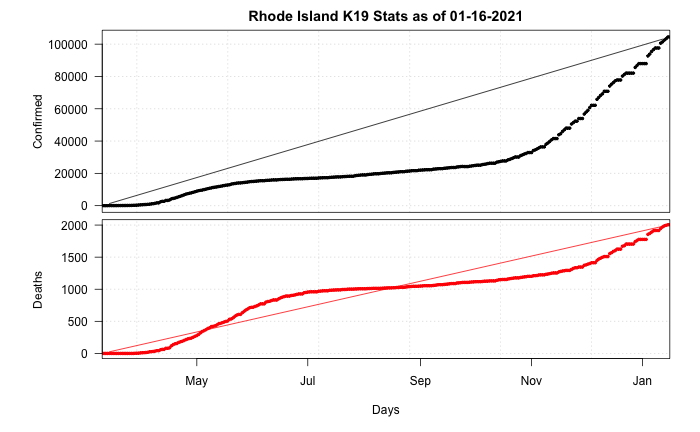 Rhode Island K19 Stats as of 01-16-2021
Confirmed
100000
80000
60000
40000
20000
0
Deaths
2000
1500
1000
500
0
May Jul Sep Nov Jan
Days